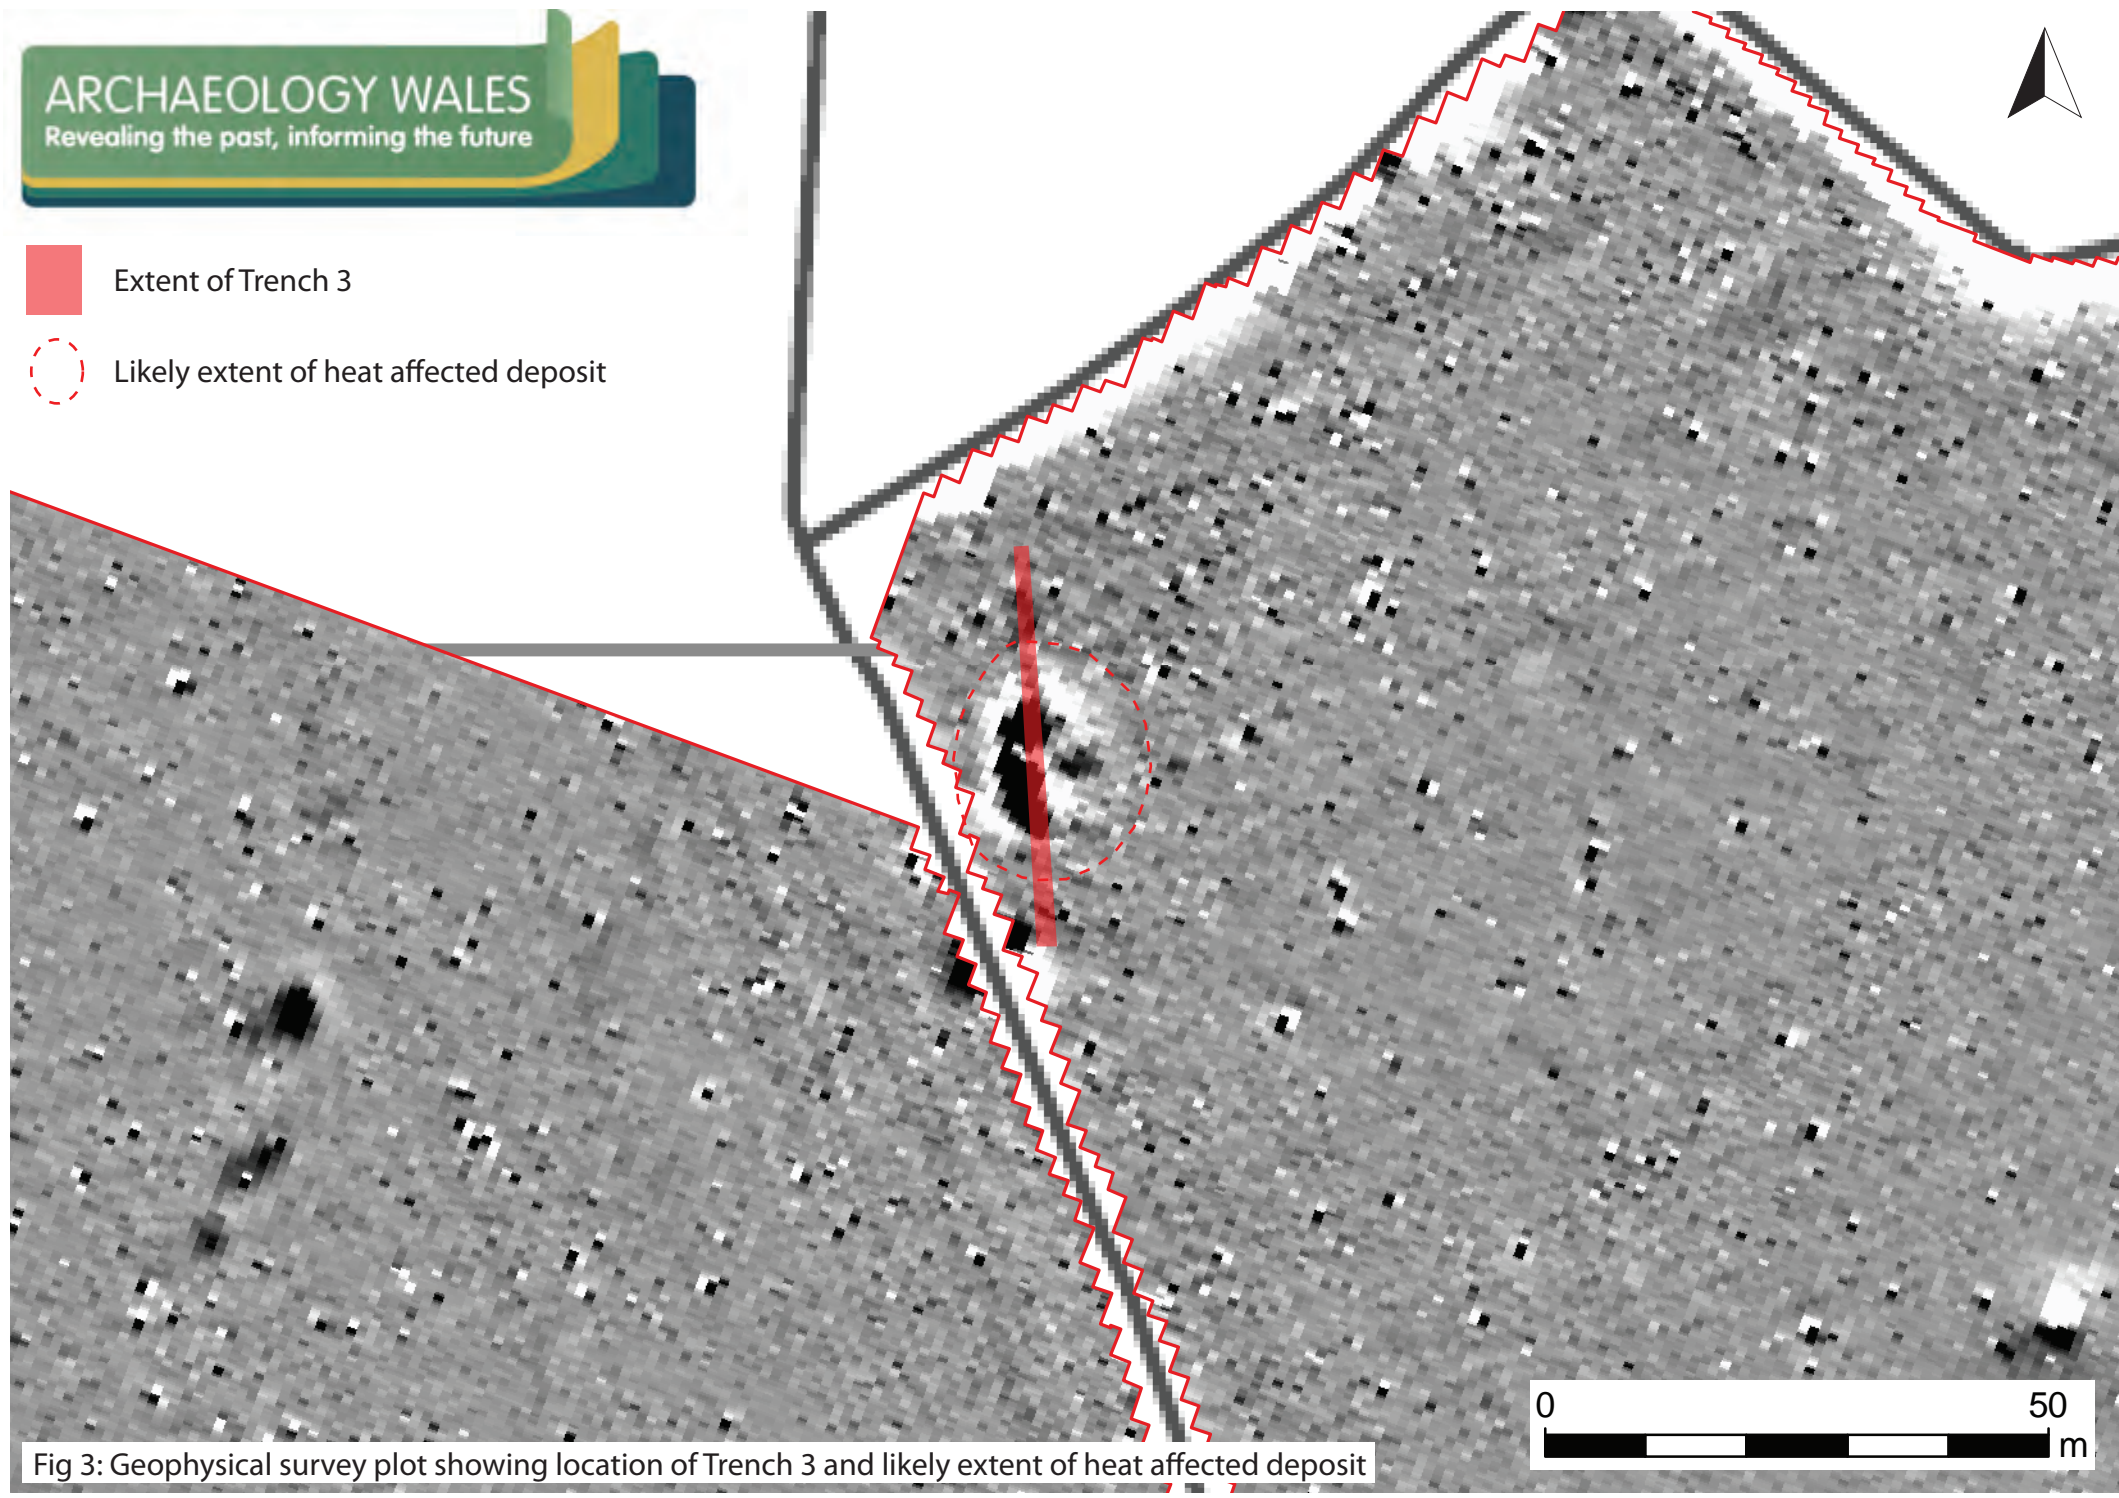 ARCHAEOLOGY WALES
Revealing the past, informing the future
Extent of Trench 3
Likely extent of heat affected deposit
0 50
m
Fig 3: Geophysical survey plot showing location of Trench 3 and likely extent of heat affected deposit